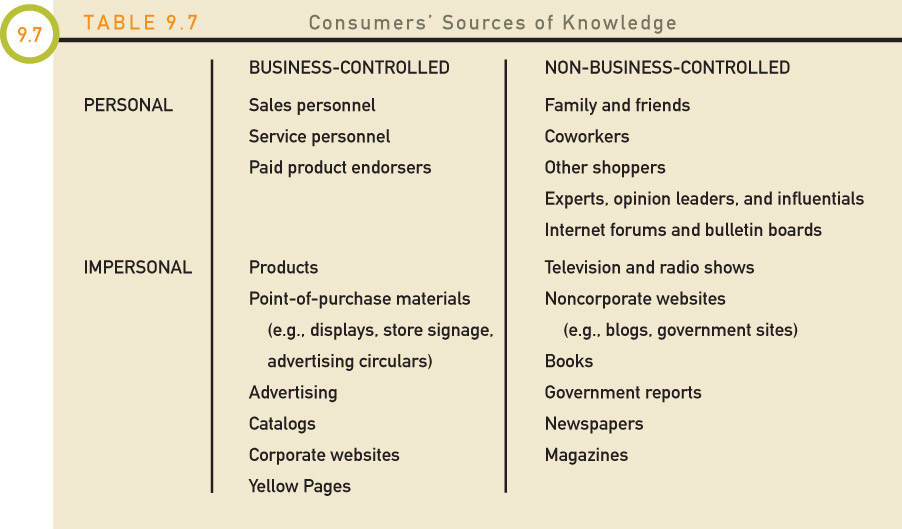 9.7
TABLE 9.7 Consumers’ Sources of Knowledge
BUSINESS-CONTROLLED NON-BUSINESS-CONTROLLED
PERSONAL Sales personnel Family and friends
Service personnel Coworkers
Paid product endorsers Other shoppers
Experts, opinion leaders, and influentials
Internet forums and bulletin boards
IMPERSONAL Products Television and radio shows
Point-of-purchase materials Noncorporate websites
(e.g., displays, store signage, (e.g., blogs, government sites)
advertising circulars) Books
Advertising Government reports
Catalogs Newspapers
Corporate websites Magazines
Yellow Pages